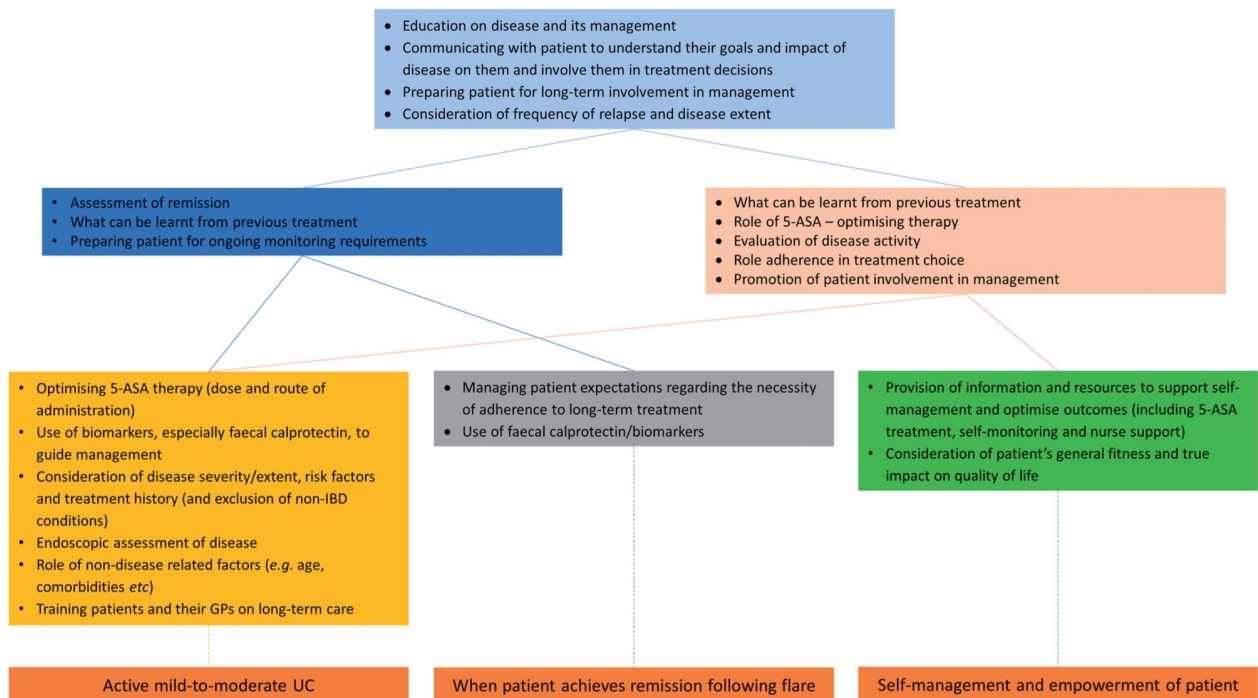 • Education on disease and its management
• Communicating with patient to understand their goals and impact of
disease on them and involve them in treatment decisions
• Preparing patient for long-term involvement in management
• Consideration of frequency of relapse and disease extent
• Assessment of remission
• What can be learnt from previous treatment
• Preparing patient for ongoing monitoring requirements
• What can be learnt from previous treatment
• Role of 5-ASA – optimising therapy
• Evaluation of disease activity
• Role adherence in treatment choice
• Promotion of patient involvement in management
• Optimising 5-ASA therapy (dose and route of
administration)
• Use of biomarkers, especially faecal calprotectin, to
guide management
• Consideration of disease severity/extent, risk factors
and treatment history (and exclusion of non-IBD
conditions)
• Endoscopic assessment of disease
• Role of non-disease related factors (e.g. age,
comorbidities etc)
• Training patients and their GPs on long-term care
• Managing patient expectations regarding the necessity
of adherence to long-term treatment
• Use of faecal calprotectin/biomarkers
• Provision of information and resources to support self-
management and optimise outcomes (including 5-ASA
treatment, self-monitoring and nurse support)
• Consideration of patient's general fitness and true
impact on quality of life
Active mild-to-moderate UC
When patient achieves remission following flare
Self-management and empowerment of patient